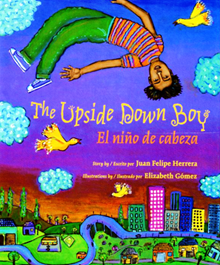 The Upside Down Boy
El niño de cabeza
Story by / Escrito por Juan Felipe Herrera
Illustrations by / Ilustrado por Elizabeth Gómez